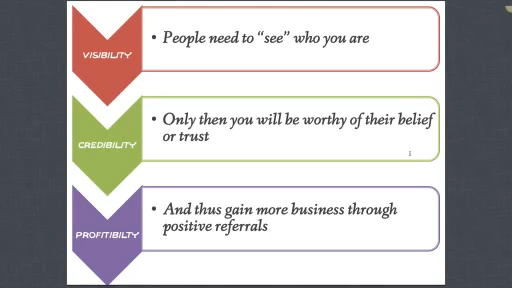 VISIBILITY
• People need to “see” who you are
CREDIBILITY
• Only then you will be worthy of their belief
or trust
PROFITIBILTY
• And thus gain more business through
positive referrals